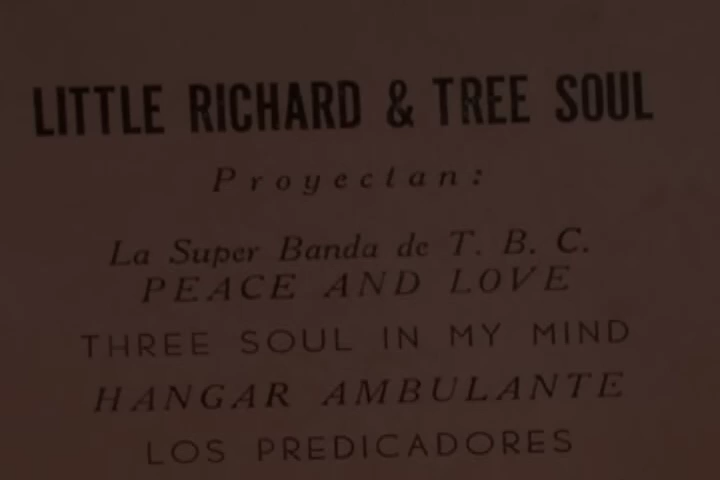 LITTLE RICHARD & TREE SOUL
Proyectan:
La Super Banda de T. B. C.
PEACE AND LOVE
THREE SOUL IN MY MIND
HANGAR AMBULANTE
LOS PREDICADORES